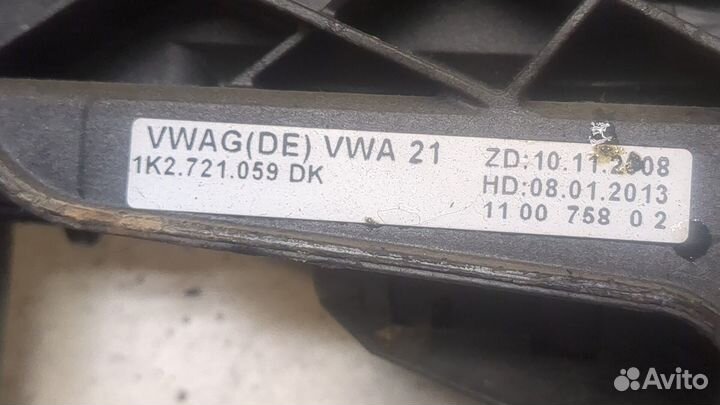 VWAG(DE) VWA 21
1K2.721.059 DK
ZD:10.11.2008
HD:08.01.2013
11 00 758 0 2
Avito